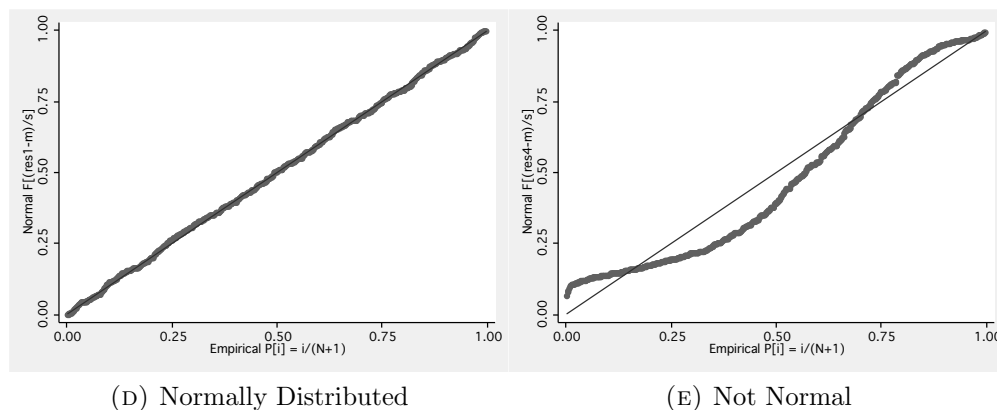 Normal F[(res1-m)/s]
1.00
0.75
0.50
0.25
0.00
0.00 0.25 0.50 0.75 1.00
Empirical P[i] = i/(N+1)
(D) Normally Distributed
Normal F[(res4-m)/s]
1.00
0.75
0.50
0.25
0.00
0.00 0.25 0.50 0.75 1.00
Empirical P[i] = i/(N+1)
(E) Not Normal